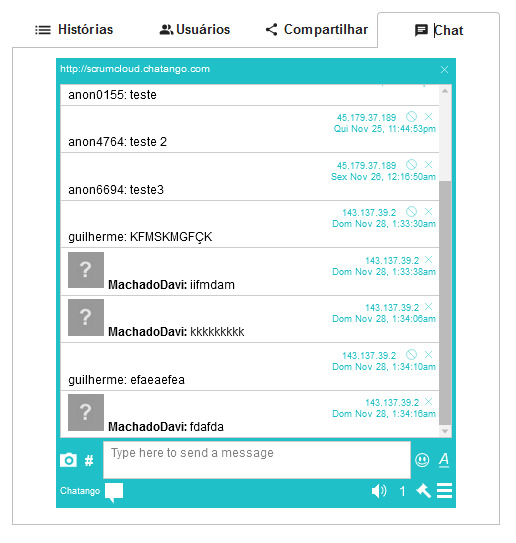 Histórias
Usuários
Compartilhar
Chat
http://scrumcloud.chatango.com
anon0155: teste
45.179.37.189
Qui Nov 25, 11:44:53pm
anon4764: teste 2
45.179.37.189
Sex Nov 26, 12:16:50am
anon6694: teste3
143.137.39.2
Dom Nov 28, 1:33:30am
guilherme: KFMSKMGFÇK
143.137.39.2
Dom Nov 28, 1:33:38am
?
MachadoDavi: iifmdam
143.137.39.2
Dom Nov 28, 1:34:06am
?
MachadoDavi: kkkkkkkkk
143.137.39.2
Dom Nov 28, 1:34:10am
guilherme: efaeaefea
143.137.39.2
Dom Nov 28, 1:34:16am
?
MachadoDavi: fdafda
#
Type here to send a message
A
Chatango
1